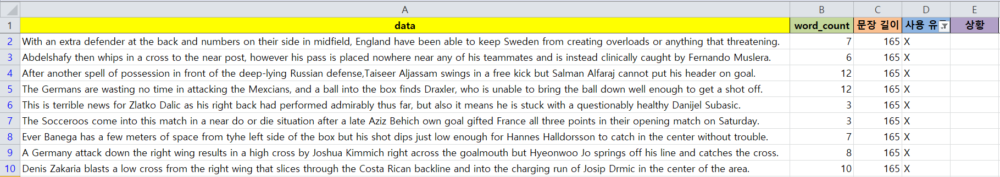 A B C D E
1 data word_count 문장 길이 사용 유 상황
2 With an extra defender at the back and numbers on their side in midfield, England have been able to keep Sweden from creating overloads or anything that threatening. 7 165 X
3 Abdelshafy then whips in a cross to the near post, however his pass is placed nowhere near any of his teammates and is instead clinically caught by Fernando Muslera. 6 165 X
4 After another spell of possession in front of the deep-lying Russian defense,Taiseer Aljassam swings in a free kick but Salman Alfaraj cannot put his header on goal. 12 165 X
5 The Germans are wasting no time in attacking the Mexcians, and a ball into the box finds Draxler, who is unable to bring the ball down well enough to get a shot off. 12 165 X
6 This is terrible news for Zlatko Dalic as his right back had performed admirably thus far, but also it means he is stuck with a questionably healthy Danijel Subasic. 3 165 X
7 The Socceroos come into this match in a near do or die situation after a late Aziz Behich own goal gifted France all three points in their opening match on Saturday. 3 165 X
8 Ever Banega has a few meters of space from tyhe left side of the box but his shot dips just low enough for Hannes Halldorsson to catch in the center without trouble. 7 165 X
9 A Germany attack down the right wing results in a high cross by Joshua Kimmich right across the goalmouth but Hyeonwoo Jo springs off his line and catches the cross. 8 165 X
10 Denis Zakaria blasts a low cross from the right wing that slices through the Costa Rican backline and into the charging run of Josip Drmic in the center of the area. 10 165 X